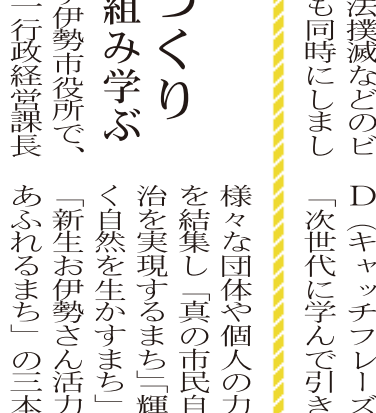 法撲滅などのビ
も同時にしまし
D（キャッチフレーズ
「次世代に学んで引き
づくり
組み学ぶ
伊勢市役所で、
一行政経営課長
様々な団体や個人の力
を結集し「真の市民自
治を実現するまち」「輝
く自然を生かすまち」
「新生お伊勢さん活力
あふれるまち」の三本